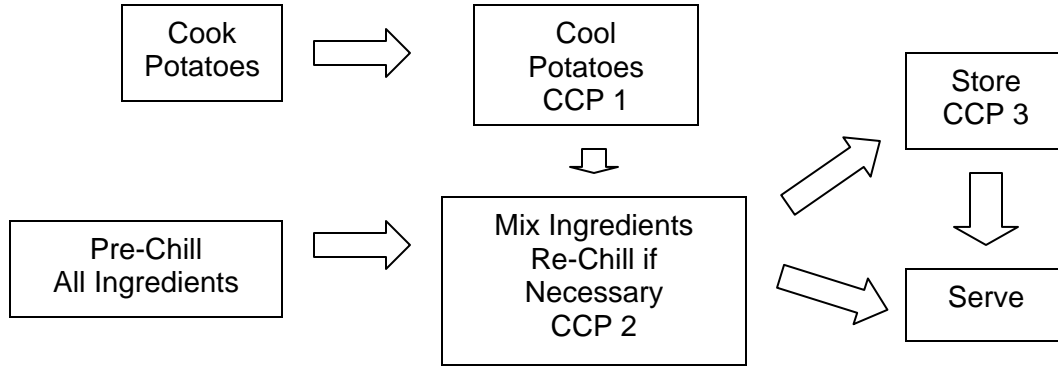 Cook
Potatoes
Cool
Potatoes
CCP 1
Store
CCP 3
Pre-Chill
All Ingredients
Mix Ingredients
Re-Chill if
Necessary
CCP 2
Serve